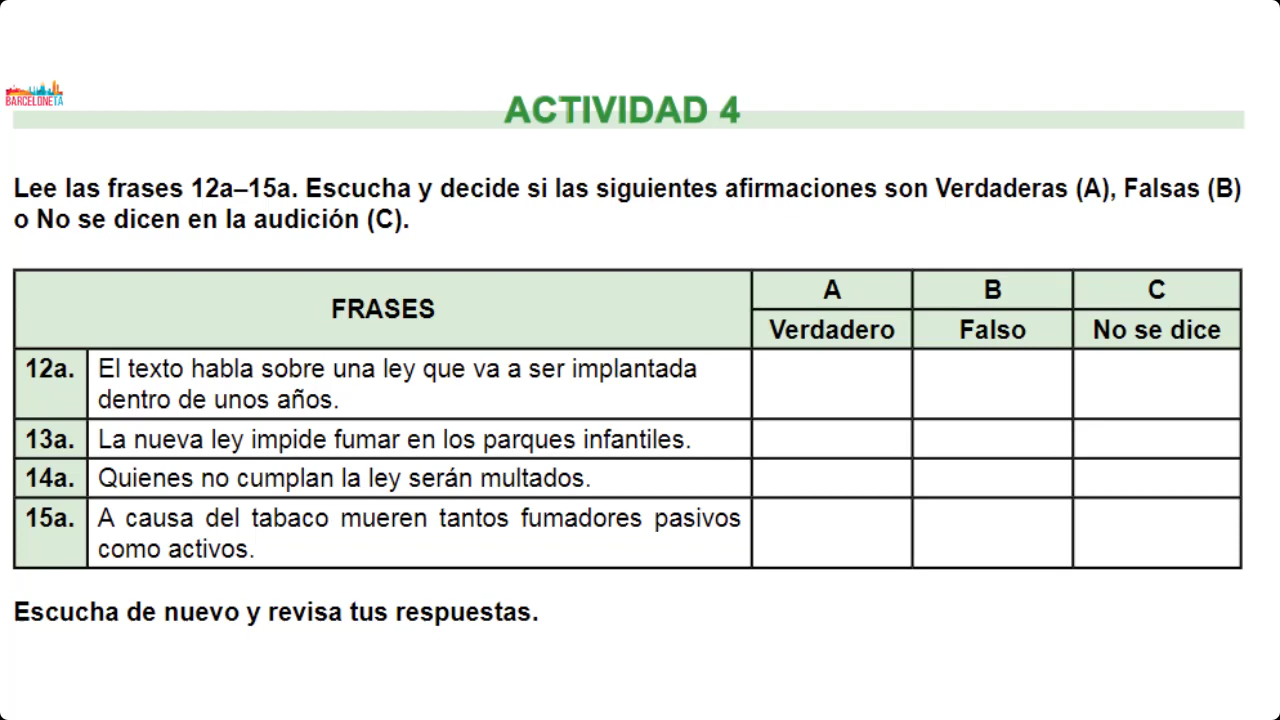 BARCELONETA
ACTIVIDAD 4
Lee las frases 12a–15a. Escucha y decide si las siguientes afirmaciones son Verdaderas (A), Falsas (B)
o No se dicen en la audición (C).
FRASES
A
B
C
Verdadero
Falso
No se dice
12a. El texto habla sobre una ley que va a ser implantada
dentro de unos años.
13a. La nueva ley impide fumar en los parques infantiles.
14a. Quienes no cumplan la ley serán multados.
15a. A causa del tabaco mueren tantos fumadores pasivos
como activos.
Escucha de nuevo y revisa tus respuestas.